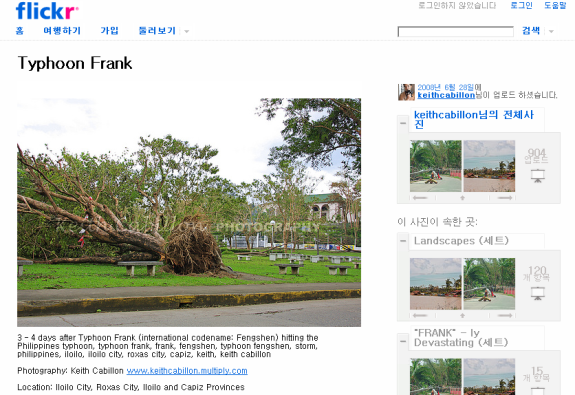 flickr
로그인하지 않았습니다 로그인 도움말
홈 여행하기 가입 둘러보기 검색
Typhoon Frank
2008년 6월 28일에
keithcabillon님이 업로드 하셨습니다.
keithcabillon님의 전체사
진
904
업로드
이 사진이 속한 곳:
Landscapes (세트)
120
개 항목
"FRANK" - ly
Devastating (세트)
15
개 항목
PHOTOGRAPHY
3 - 4 days after Typhoon Frank (international codename: Fengshen) hitting the
Philippines typhoon, typhoon frank, frank, fengshen, typhoon fengshen, storm,
philippines, iloilo, iloilo city, roxas city, capiz, keith, keith cabillon
Photography: Keith Cabillon www.keithcabillon.multiply.com
Location: Iloilo City, Roxas City, Iloilo and Capiz Provinces